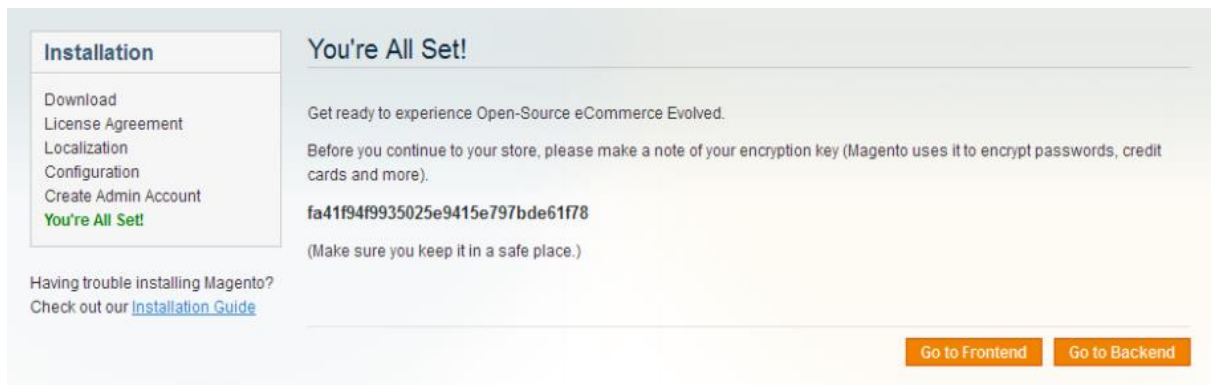 Installation
Download
License Agreement
Localization
Configuration
Create Admin Account
You're All Set!
Having trouble installing Magento?
Check out our Installation Guide
You're All Set!
Get ready to experience Open-Source eCommerce Evolved.
Before you continue to your store, please make a note of your encryption key (Magento uses it to encrypt passwords, credit
cards and more).
fa41f94f9935025e9415e797bde61f78
(Make sure you keep it in a safe place.)
Go to Frontend
Go to Backend